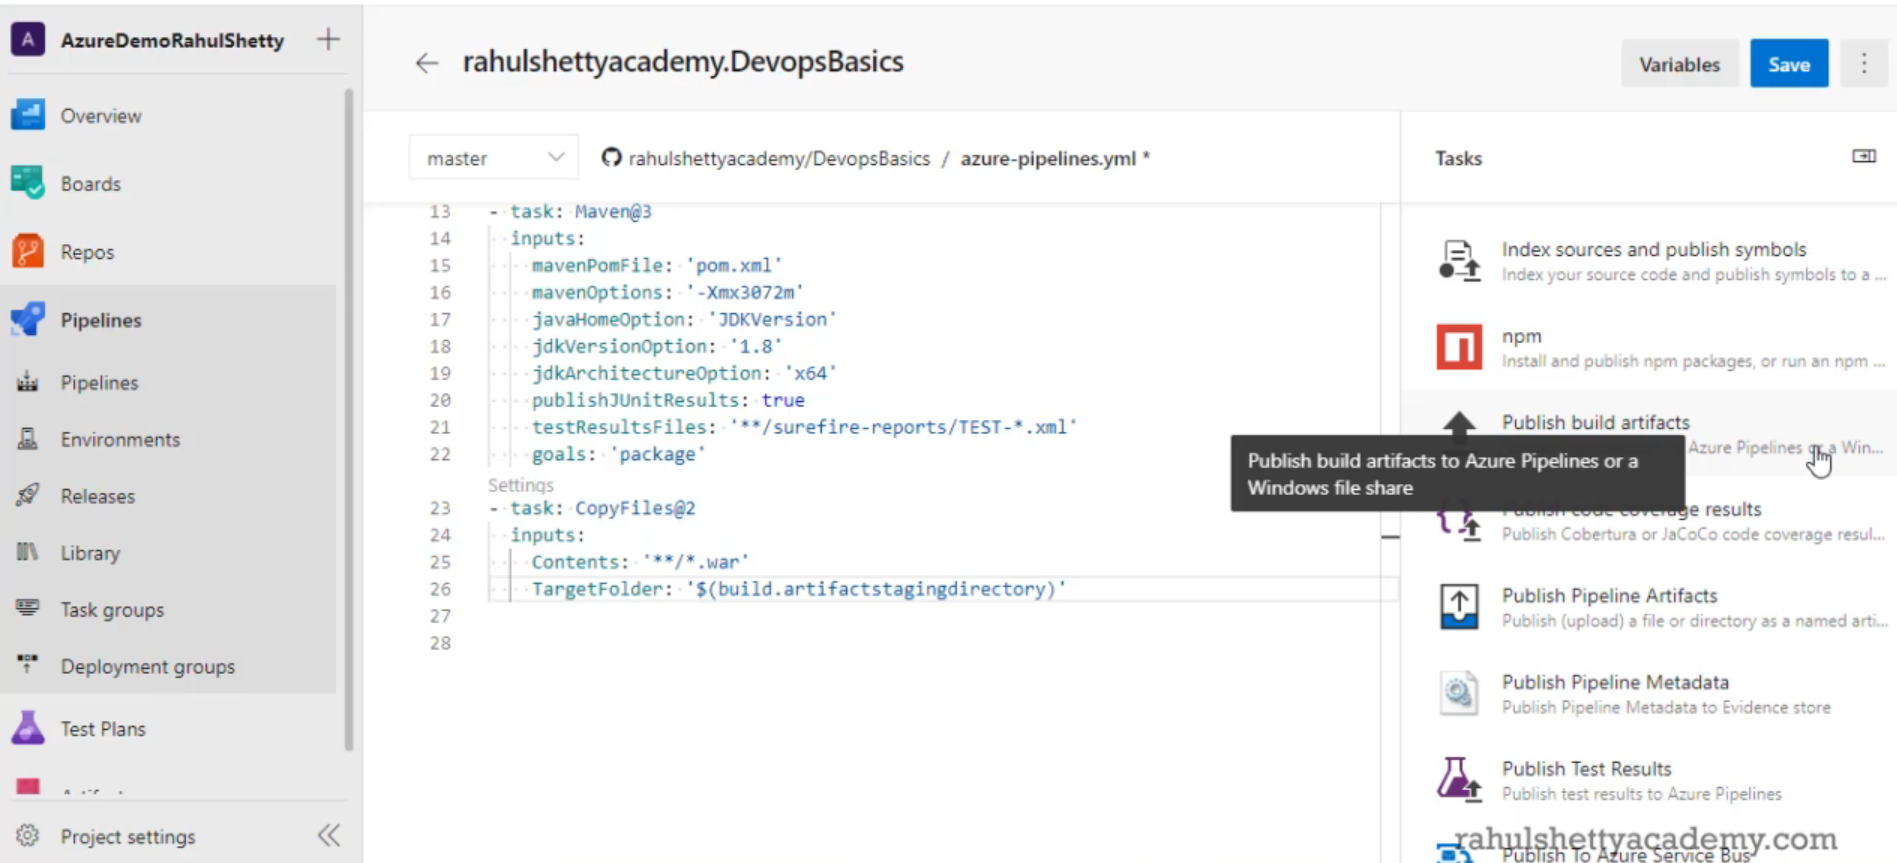 A AzureDemoRahulShetty
Overview
Boards
Repos
Pipelines
Pipelines
Environments
Releases
Library
Task groups
Deployment groups
Test Plans
Project settings
rahulshettyacademy.DevopsBasics
Variables
Save
master
rahulshettyacademy/DevopsBasics / azure-pipelines.yml *
13 - task: Maven@3
14 inputs:
15 mavenPomFile: 'pom.xml'
16 mavenOptions: '-Xmx3072m'
17 javaHomeOption: 'JDKVersion'
18 jdkVersionOption: '1.8'
19 jdkArchitectureOption: 'x64'
20 publishJUnitResults: true
21 testResultsFiles: '**/surefire-reports/TEST-*.xml'
22 goals: 'package'
Settings
23 - task: CopyFiles@2
24 inputs:
25 Contents: '**/*.war'
26 TargetFolder: '$(build.artifactstagingdirectory)'
27
28
Tasks
Index sources and publish symbols
Index your source code and publish symbols to a ...
npm
Install and publish npm packages, or run an npm ...
Publish build artifacts
Azure Pipelines or a Win...
Publish build artifacts to Azure Pipelines or a
Windows file share
Publish code coverage results
Publish Cobertura or JaCoCo code coverage resul...
Publish Pipeline Artifacts
Publish (upload) a file or directory as a named arti...
Publish Pipeline Metadata
Publish Pipeline Metadata to Evidence store
Publish Test Results
Publish test results to Azure Pipelines
rahulshettyacademy.com
Publish To Azure Service Bus